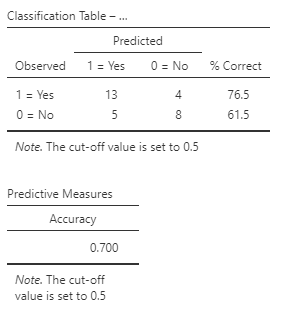 Classification Table – ...
Predicted
Observed 1 = Yes 0 = No % Correct
1 = Yes 13 4 76.5
0 = No 5 8 61.5
Note. The cut-off value is set to 0.5
Predictive Measures
Accuracy
0.700
Note. The cut-off
value is set to 0.5